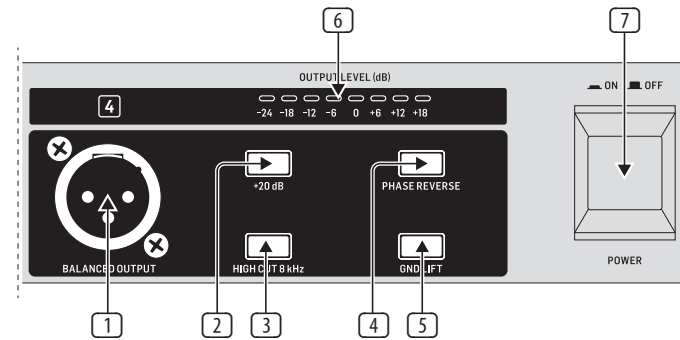 6
7
OUTPUT LEVEL (dB)
ON OFF
4
-24 -18 -12 -6 0 +6 +12 +18
+20 dB
PHASE REVERSE
BALANCED OUTPUT
HIGH CUT 8 kHz
GND LIFT
POWER
1
2
3
4
5